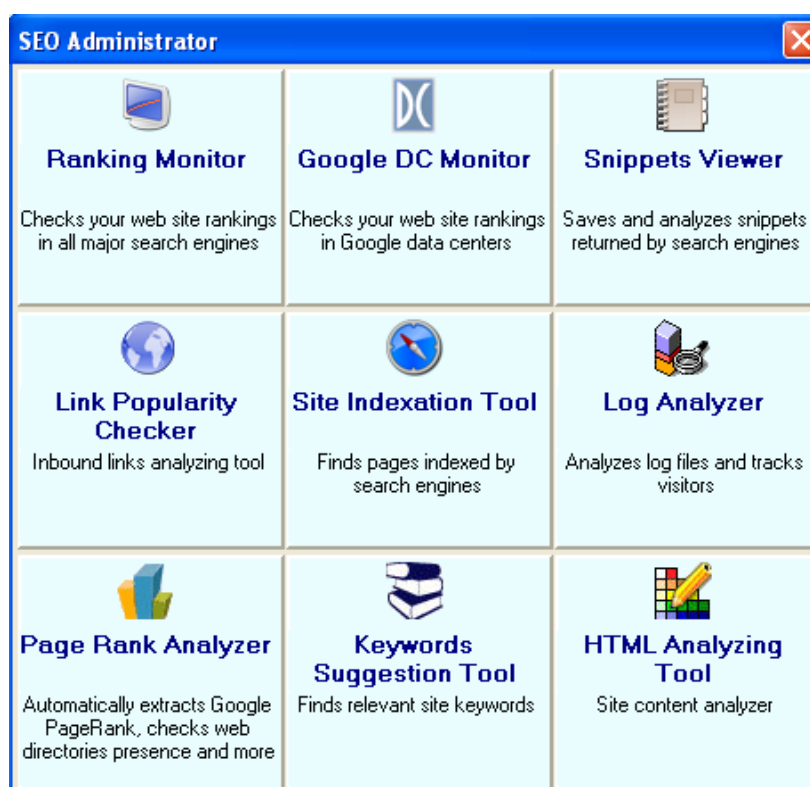 SEO Administrator
Ranking Monitor
Checks your web site rankings
in all major search engines
DC
Google DC Monitor
Checks your web site rankings
in Google data centers
Snippets Viewer
Saves and analyzes snippets
returned by search engines
Link Popularity
Checker
Inbound links analyzing tool
Site Indexation Tool
Finds pages indexed by
search engines
Log Analyzer
Analyzes log files and tracks
visitors
Page Rank Analyzer
Automatically extracts Google
PageRank, checks web
directories presence and more
Keywords
Suggestion Tool
Finds relevant site keywords
HTML Analyzing
Tool
Site content analyzer